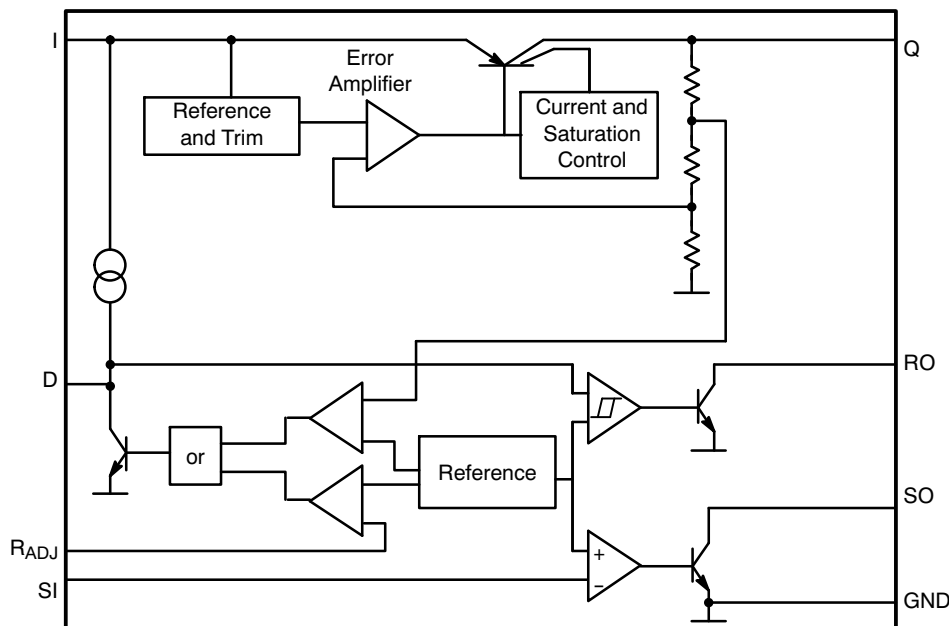 I
Q
Error
Amplifier
Reference
and Trim
Current and
Saturation
Control
D
RO
or
Reference
SO
RADJ
SI
+
−
GND